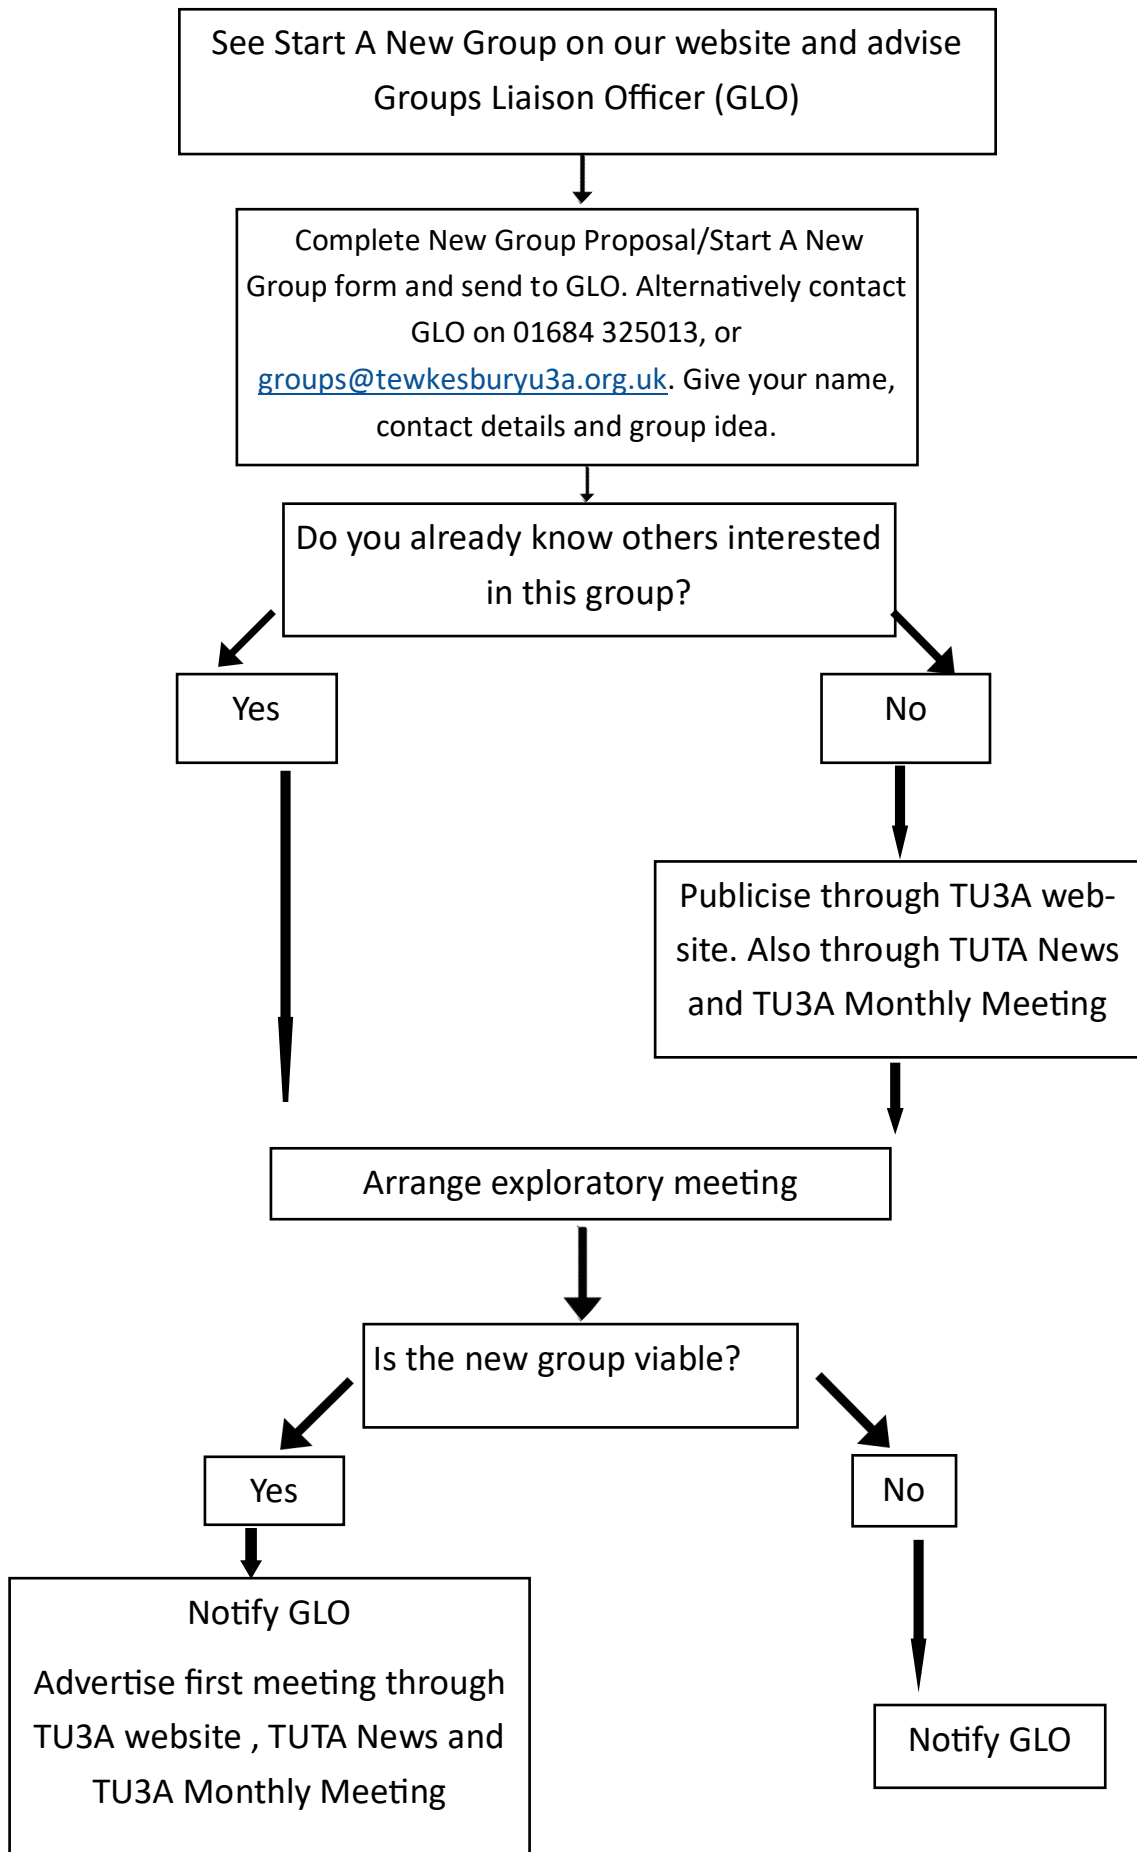 See Start A New Group on our website and advise
Groups Liaison Officer (GLO)
Complete New Group Proposal/Start A New
Group form and send to GLO. Alternatively contact
GLO on 01684 325013, or
groups@tewkesburyu3a.org.uk. Give your name,
contact details and group idea.
Do you already know others interested
in this group?
Yes
No
Publicise through TU3A web-
site. Also through TUTA News
and TU3A Monthly Meeting
Arrange exploratory meeting
Is the new group viable?
Yes
No
Notify GLO
Advertise first meeting through
TU3A website , TUTA News and
TU3A Monthly Meeting
Notify GLO